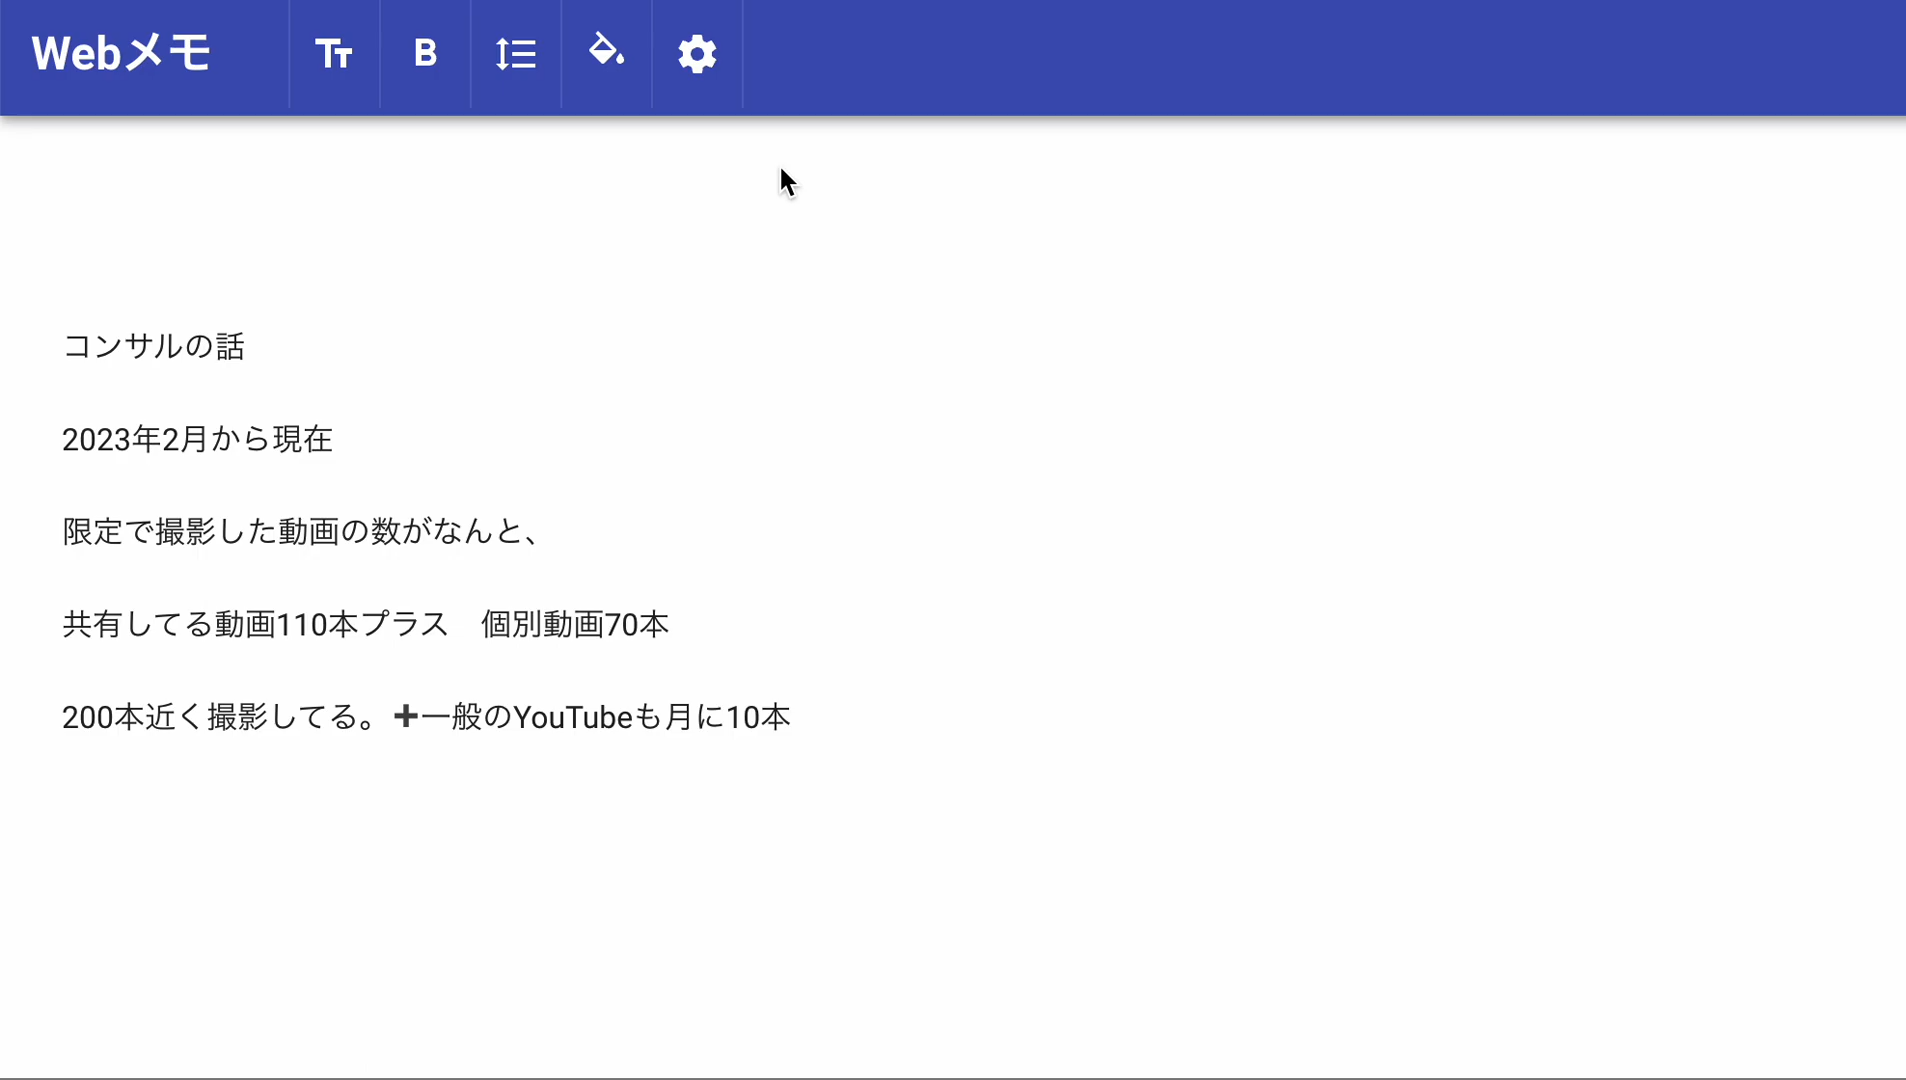 Webメモ
コンサルの話
2023年2月から現在
限定で撮影した動画の数がなんと、
共有してる動画110本プラス　個別動画70本
200本近く撮影してる。➕一般のYouTubeも月に10本